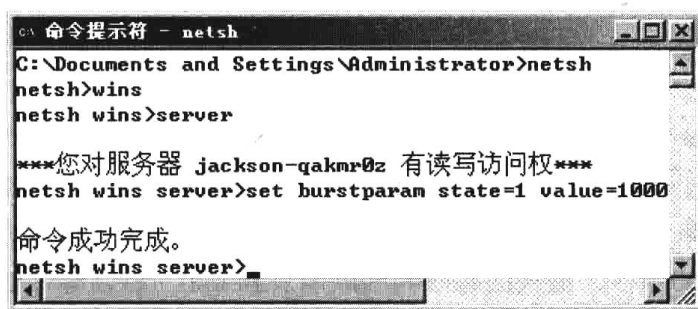 命令提示符 - netsh
C:\Documents and Settings\Administrator>netsh
netsh>wins
netsh wins>server
***您对服务器 jackson-qakmr0z 有读写访问权***
netsh wins server>set burstparam state=1 value=1000
命令成功完成。
netsh wins server>_